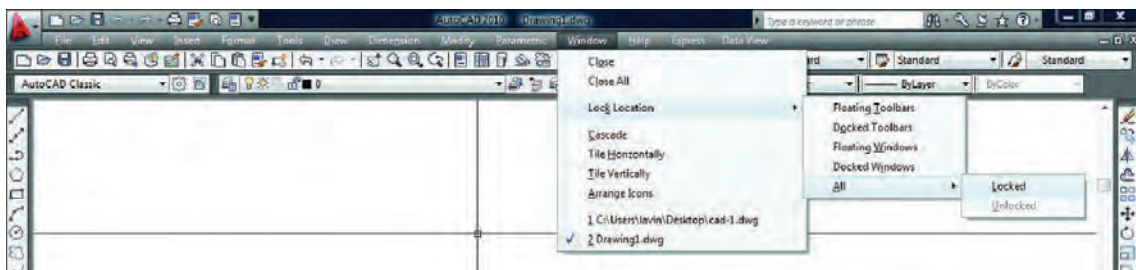 AutoCAD 2010 Drawing1.dwg Type a keyword or phrase
File Edit View Insert Format Tools Draw Dimension Modify Parametric Window Help Express Data View
Standard Standard
AutoCAD Classic 0 ByLayer ByColor
Close
Close All
Lock Location
Cascade
Tile Horizontally
Tile Vertically
Arrange Icons
1 C:\Users\lavin\Desktop\cad-1.dwg
2 Drawing1.dwg
Floating Toolbars
Docked Toolbars
Floating Windows
Docked Windows
All
Locked
Unlocked